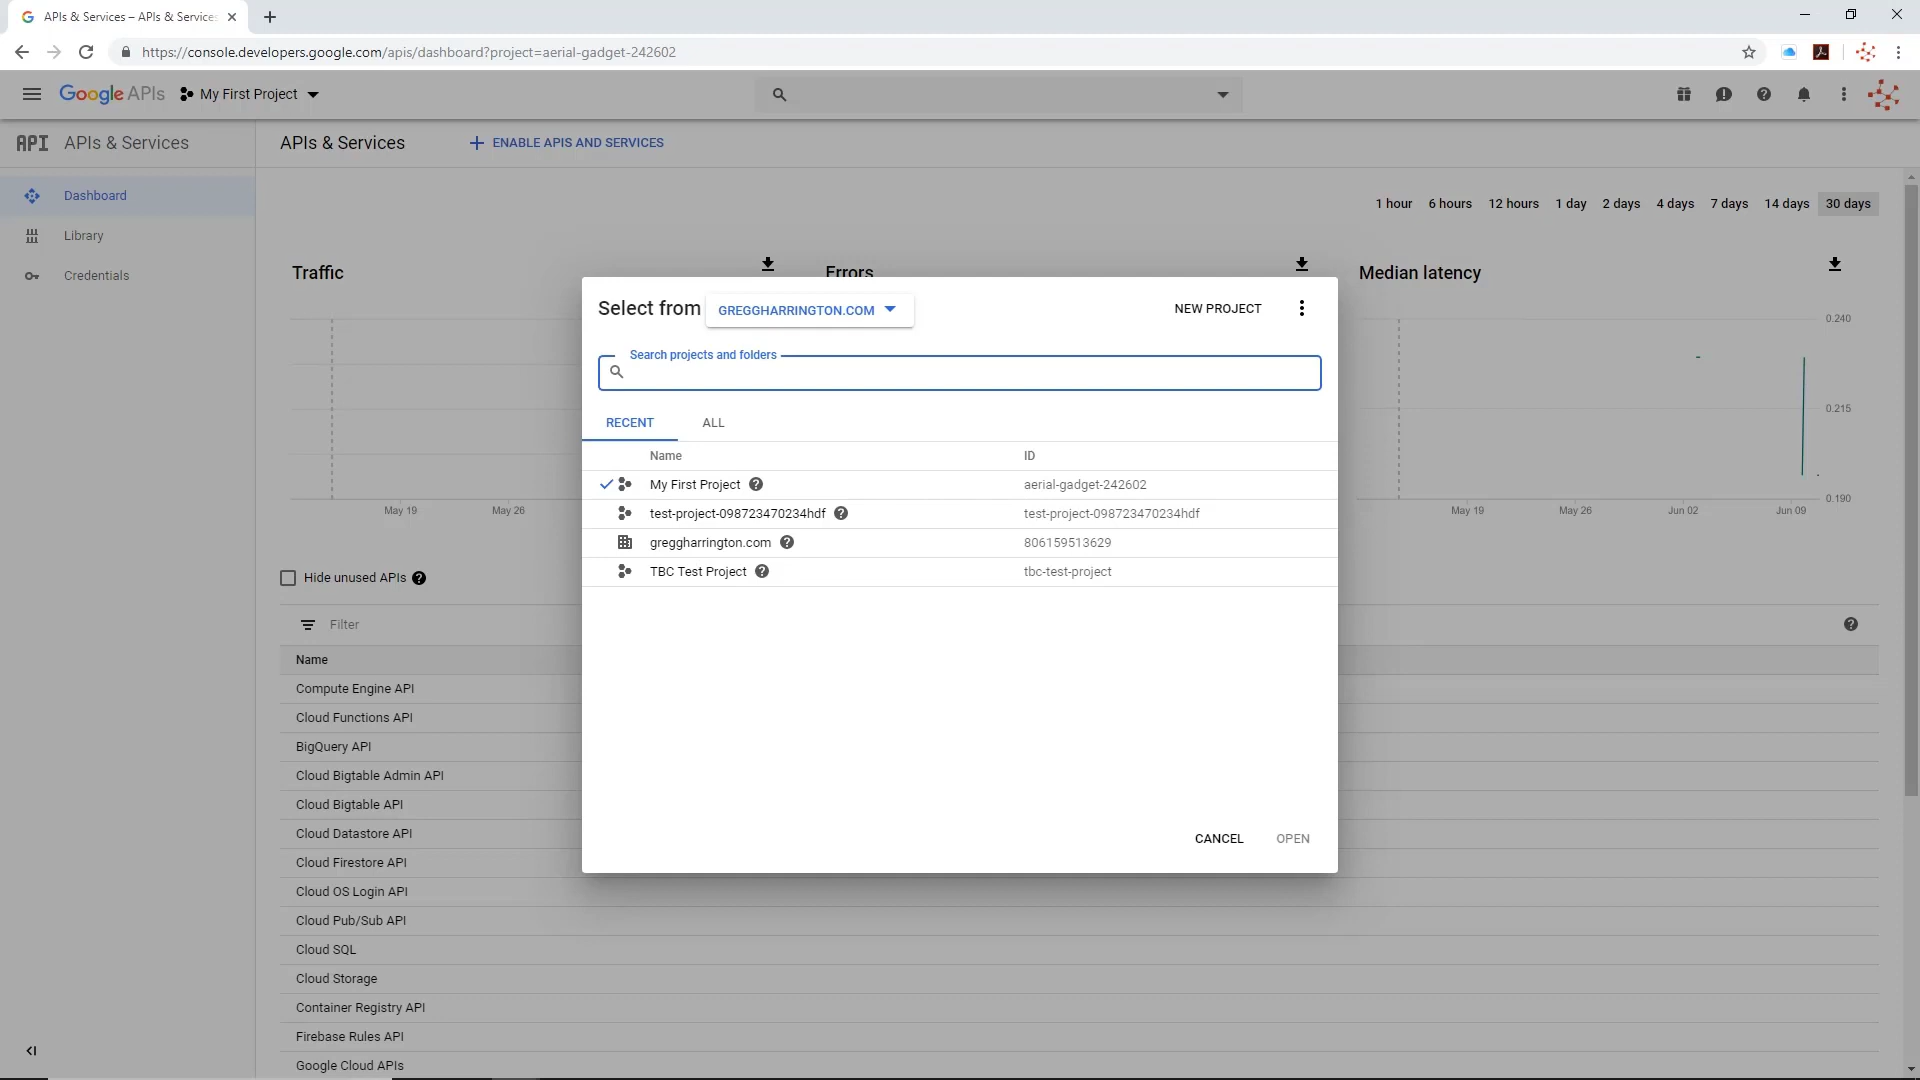 APIs & Services – APIs & Services
https://console.developers.google.com/apis/dashboard?project=aerial-gadget-242602
Google APIs
My First Project
API
APIs & Services
APIs & Services
ENABLE APIS AND SERVICES
Dashboard
Library
Credentials
1 hour
6 hours
12 hours
1 day
2 days
4 days
7 days
14 days
30 days
Traffic
Errors
Median latency
0.240
0.215
0.190
May 19
May 26
May 19
May 26
Jun 02
Jun 09
Select from
GREGGHARRINGTON.COM
NEW PROJECT
Search projects and folders
RECENT
ALL
Name
ID
My First Project
aerial-gadget-242602
test-project-098723470234hdf
test-project-098723470234hdf
greggharrington.com
806159513629
TBC Test Project
tbc-test-project
CANCEL
OPEN
Hide unused APIs
Filter
Name
Compute Engine API
Cloud Functions API
BigQuery API
Cloud Bigtable Admin API
Cloud Bigtable API
Cloud Datastore API
Cloud Firestore API
Cloud OS Login API
Cloud Pub/Sub API
Cloud SQL
Cloud Storage
Container Registry API
Firebase Rules API
Google Cloud APIs